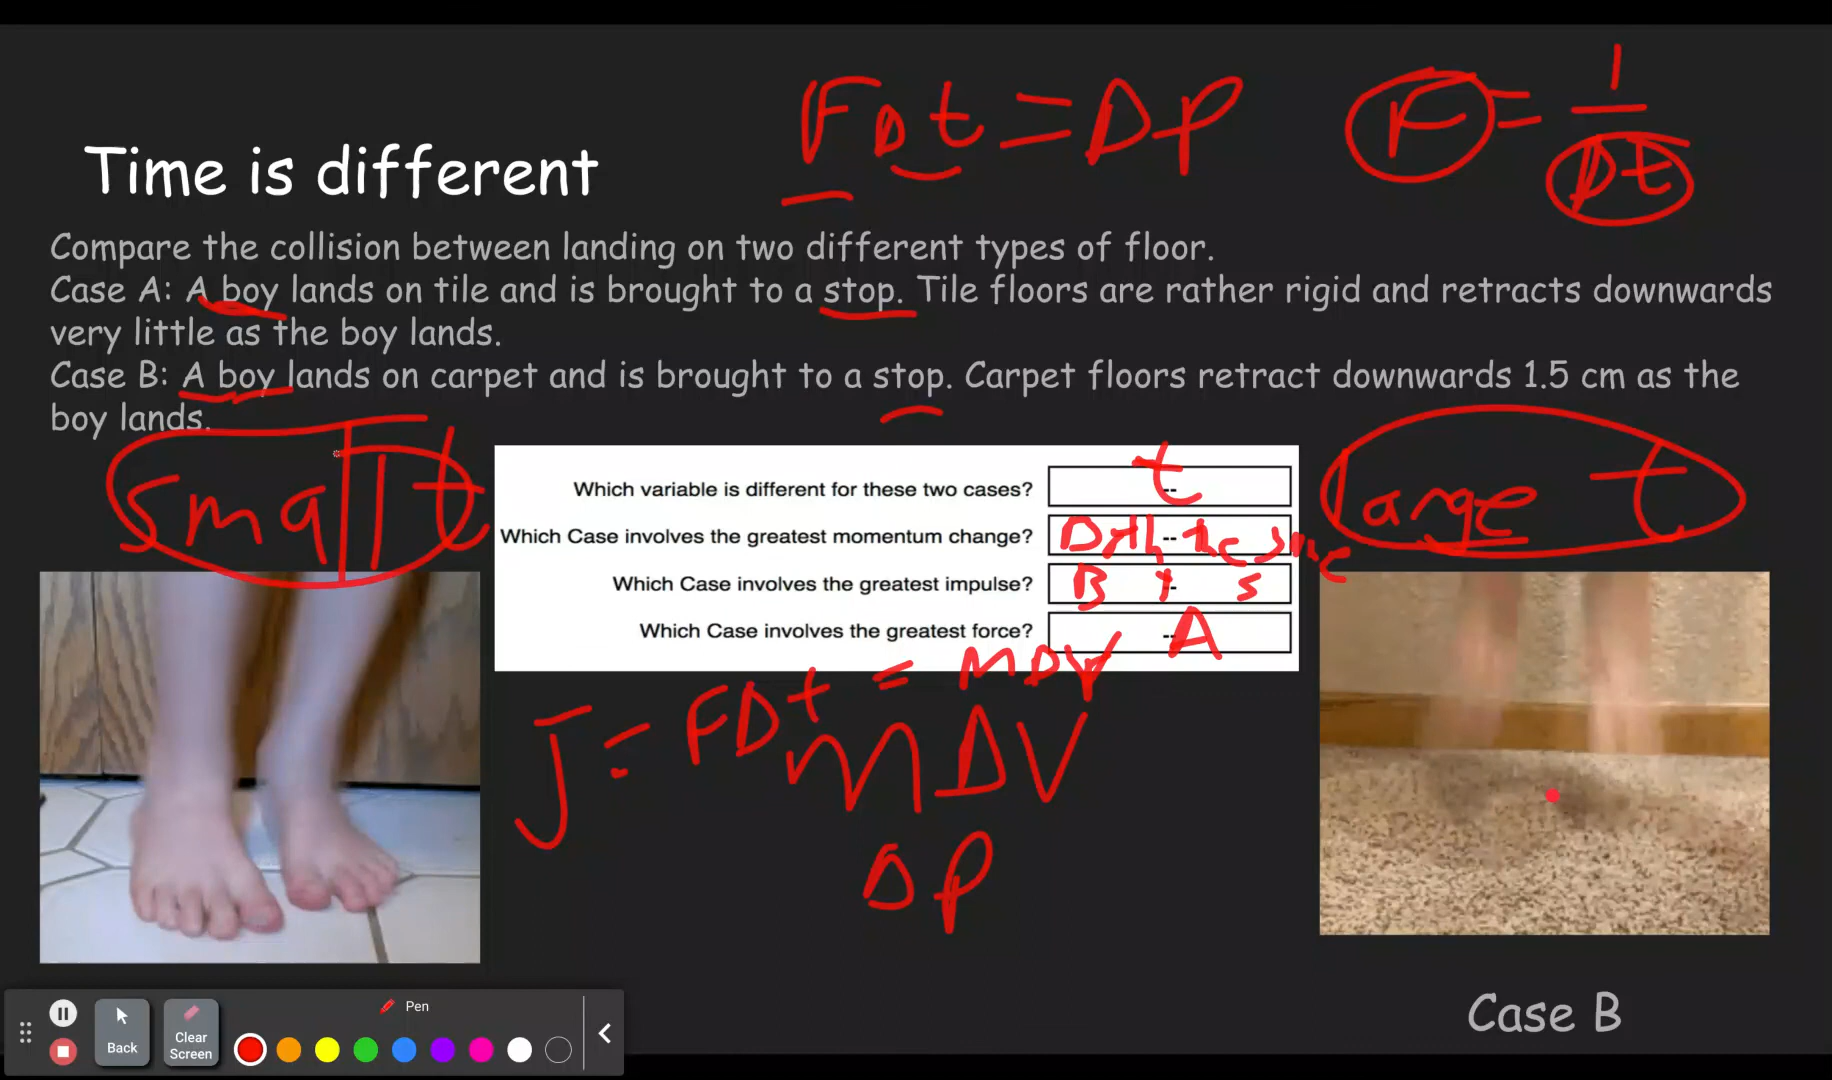 FΔt = Δp
F = 1/Δt
Time is different
Compare the collision between landing on two different types of floor.
Case A: A boy lands on tile and is brought to a stop. Tile floors are rather rigid and retracts downwards
very little as the boy lands.
Case B: A boy lands on carpet and is brought to a stop. Carpet floors retract downwards 1.5 cm as the
boy lands.
small t
large t
Which variable is different for these two cases? -- t
Which Case involves the greatest momentum change? -- the
Which Case involves the greatest impulse? -- B t s
Which Case involves the greatest force? -- A
J = FΔt = mΔV
mΔV
Δp
Case B
Pen
Back
Clear
Screen